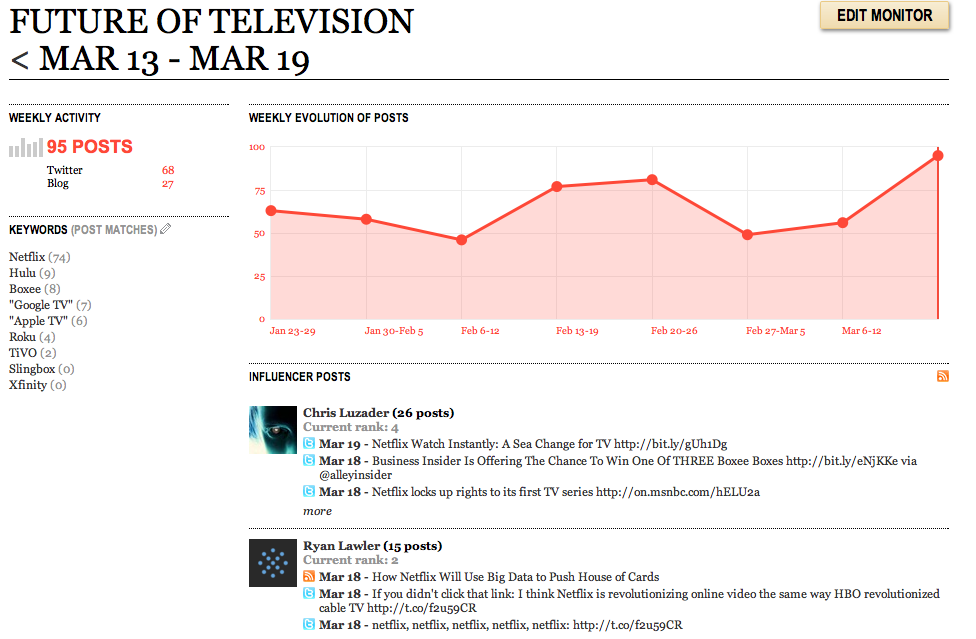 FUTURE OF TELEVISION
EDIT MONITOR
< MAR 13 - MAR 19
WEEKLY ACTIVITY
95 POSTS
Twitter 68
Blog 27
KEYWORDS (POST MATCHES)
Netflix (74)
Hulu (9)
Boxee (8)
"Google TV" (7)
"Apple TV" (6)
Roku (4)
TiVO (2)
Slingbox (0)
Xfinity (0)
WEEKLY EVOLUTION OF POSTS
100
75
50
25
0
Jan 23-29 Jan 30-Feb 5 Feb 6-12 Feb 13-19 Feb 20-26 Feb 27-Mar 5 Mar 6-12
INFLUENCER POSTS
Chris Luzader (26 posts)
Current rank: 4
Mar 19 - Netflix Watch Instantly: A Sea Change for TV http://bit.ly/gUh1Dg
Mar 18 - Business Insider Is Offering The Chance To Win One Of THREE Boxee Boxes http://bit.ly/eNjKKe via
@alleyinsider
Mar 18 - Netflix locks up rights to its first TV series http://on.msnbc.com/hELU2a
more
Ryan Lawler (15 posts)
Current rank: 2
Mar 18 - How Netflix Will Use Big Data to Push House of Cards
Mar 18 - If you didn't click that link: I think Netflix is revolutionizing online video the same way HBO revolutionized
cable TV http://t.co/f2u59CR
Mar 18 - netflix, netflix, netflix, netflix, netflix: http://t.co/f2u59CR